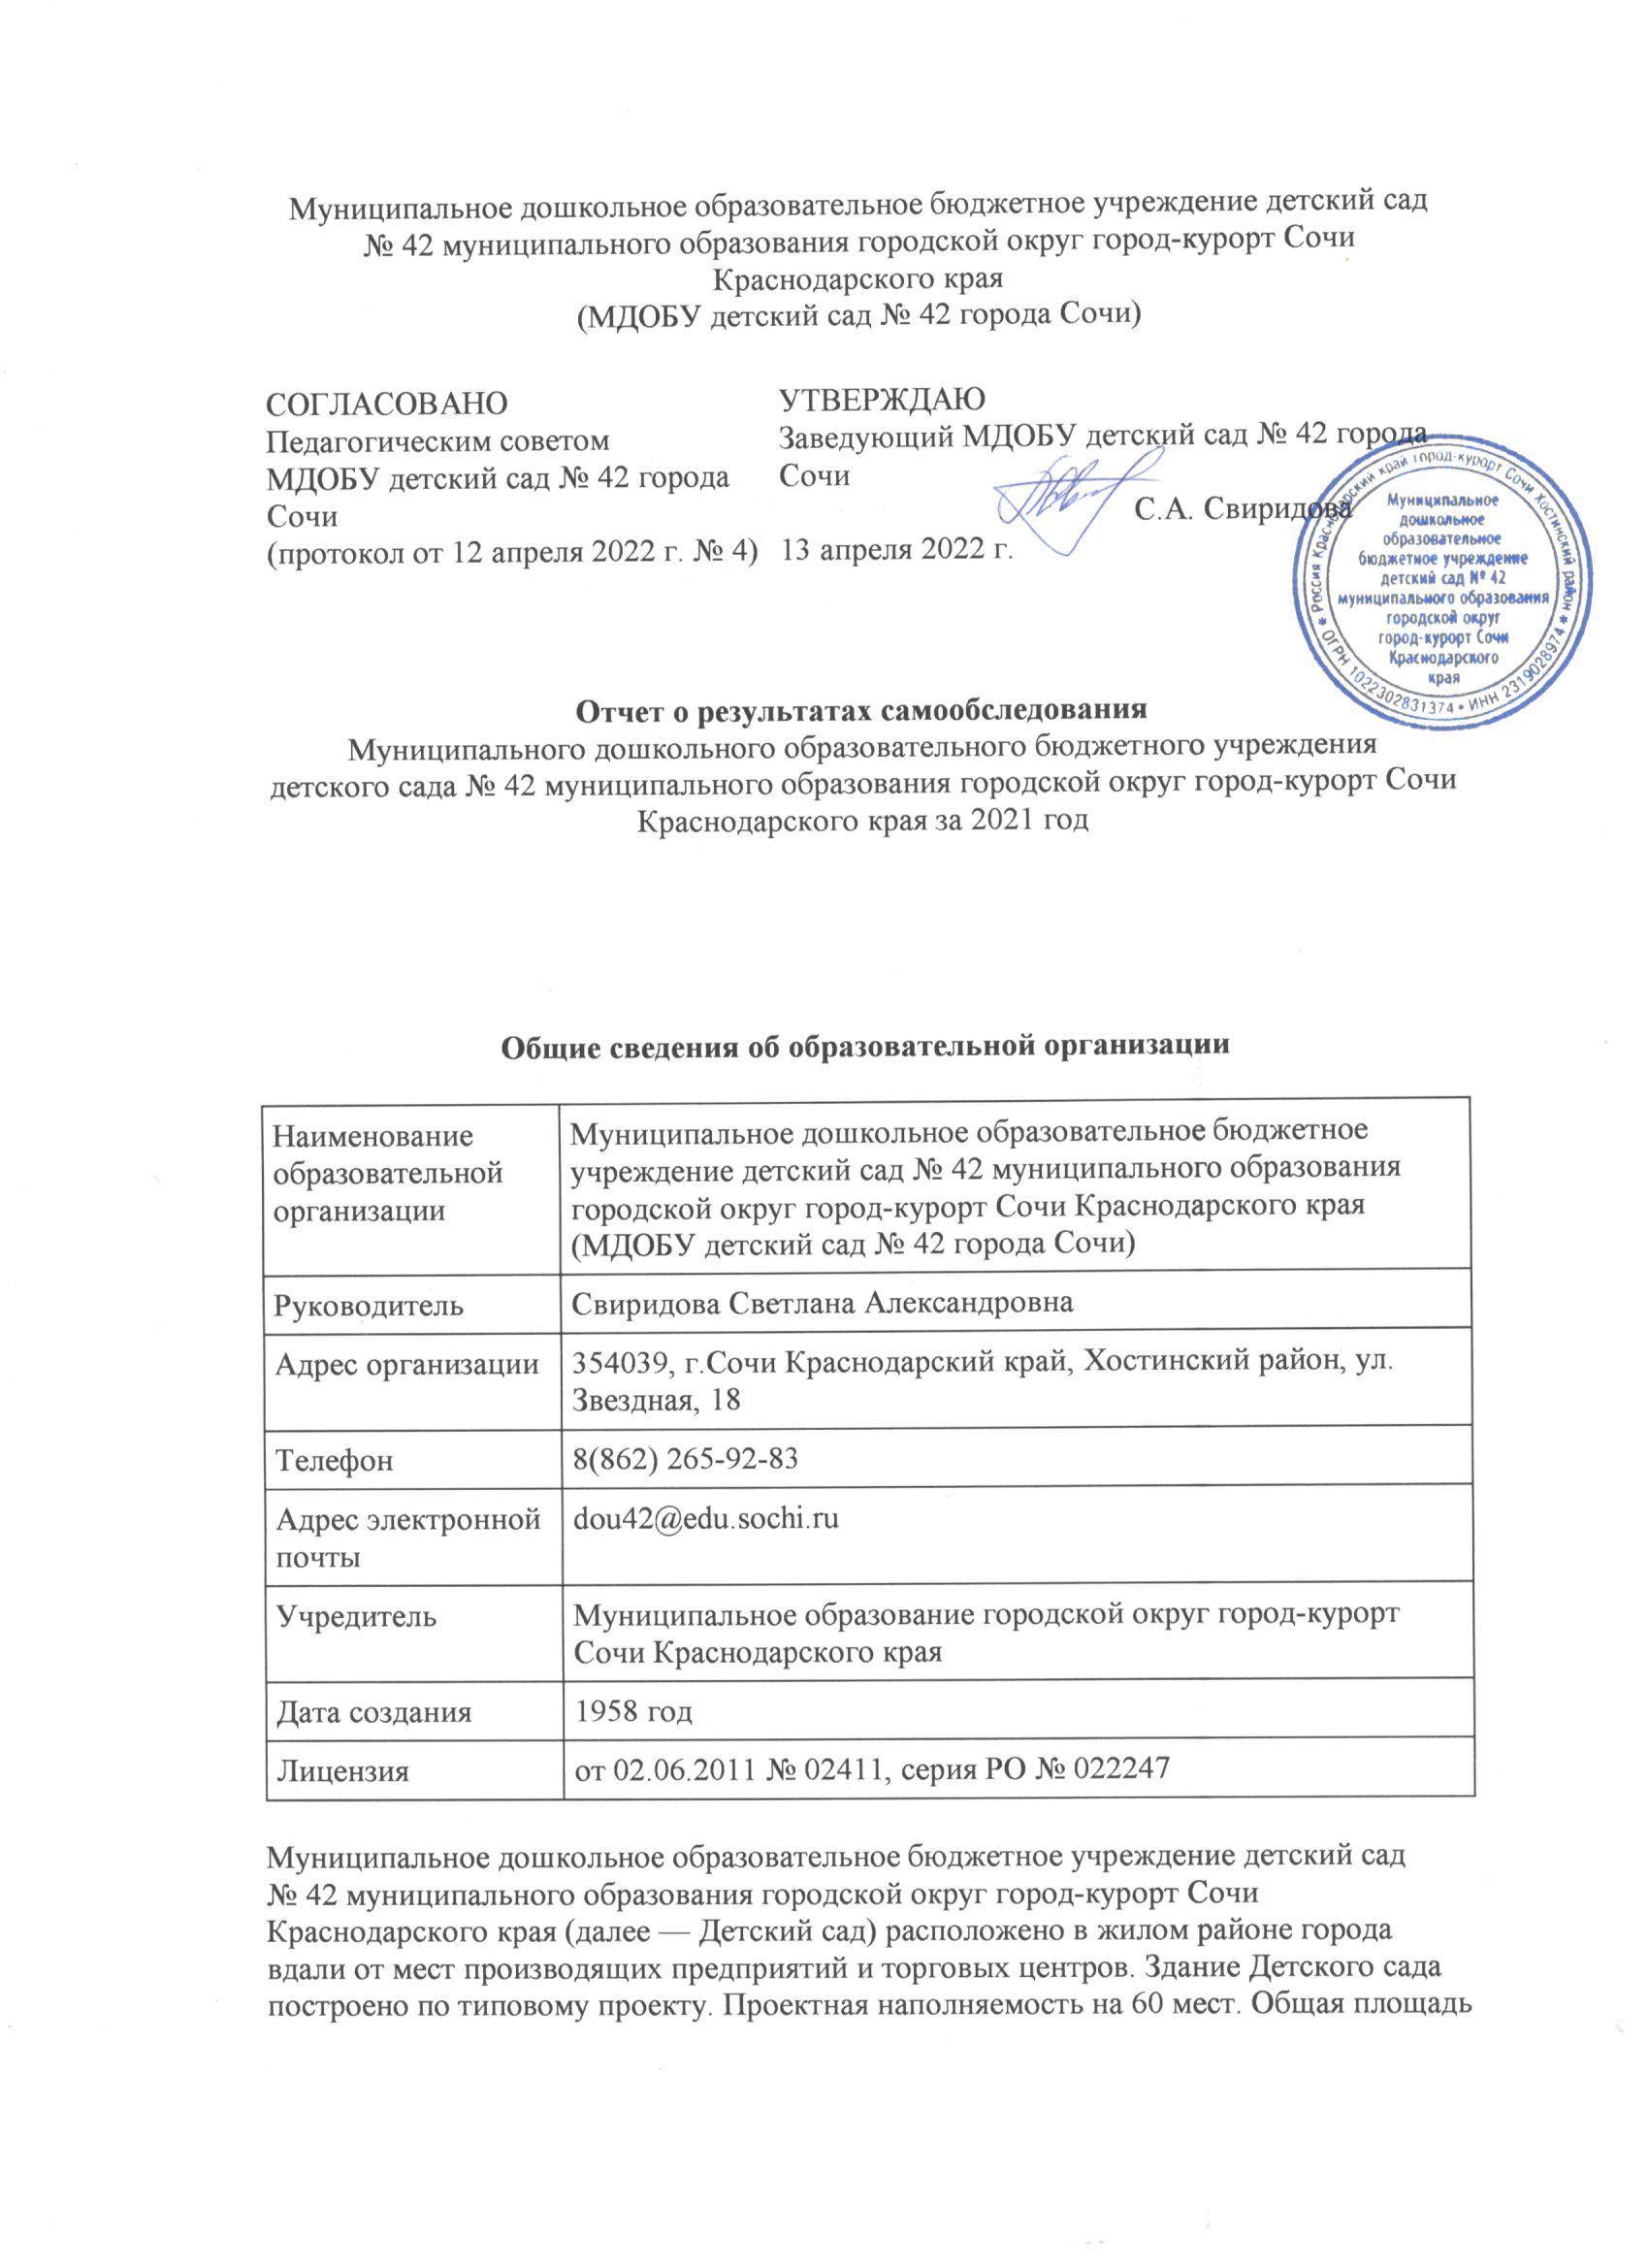 Муниципальное дошкольное образовательное бюджетное учреждение детский сад
№ 42 муниципального образования городской округ город-курорт Сочи
Краснодарского края
(МДОБУ детский сад № 42 города Сочи)
СОГЛАСОВАНО
Педагогическим советом
МДОБУ детский сад № 42 города
Сочи
(протокол от 12 апреля 2022 г. № 4)
УТВЕРЖДАЮ
Заведующий МДОБУ детский сад № 42 города
Сочи
С.А. Свиридова
13 апреля 2022 г.
Россия Краснодарский край город-курорт Сочи Хостинский район
ОГРН 1022302831374 • ИНН 2319028974
Муниципальное
дошкольное
образовательное
бюджетное учреждение
детский сад № 42
муниципального образования
городской округ
город-курорт Сочи
Краснодарского
края
Отчет о результатах самообследования
Муниципального дошкольного образовательного бюджетного учреждения
детского сада № 42 муниципального образования городской округ город-курорт Сочи
Краснодарского края за 2021 год
Общие сведения об образовательной организации
Наименование
образовательной
организации
Муниципальное дошкольное образовательное бюджетное
учреждение детский сад № 42 муниципального образования
городской округ город-курорт Сочи Краснодарского края
(МДОБУ детский сад № 42 города Сочи)
Руководитель
Свиридова Светлана Александровна
Адрес организации
354039, г.Сочи Краснодарский край, Хостинский район, ул.
Звездная, 18
Телефон
8(862) 265-92-83
Адрес электронной
почты
dou42@edu.sochi.ru
Учредитель
Муниципальное образование городской округ город-курорт
Сочи Краснодарского края
Дата создания
1958 год
Лицензия
от 02.06.2011 № 02411, серия РО № 022247
Муниципальное дошкольное образовательное бюджетное учреждение детский сад
№ 42 муниципального образования городской округ город-курорт Сочи
Краснодарского края (далее — Детский сад) расположено в жилом районе города
вдали от мест производящих предприятий и торговых центров. Здание Детского сада
построено по типовому проекту. Проектная наполняемость на 60 мест. Общая площадь